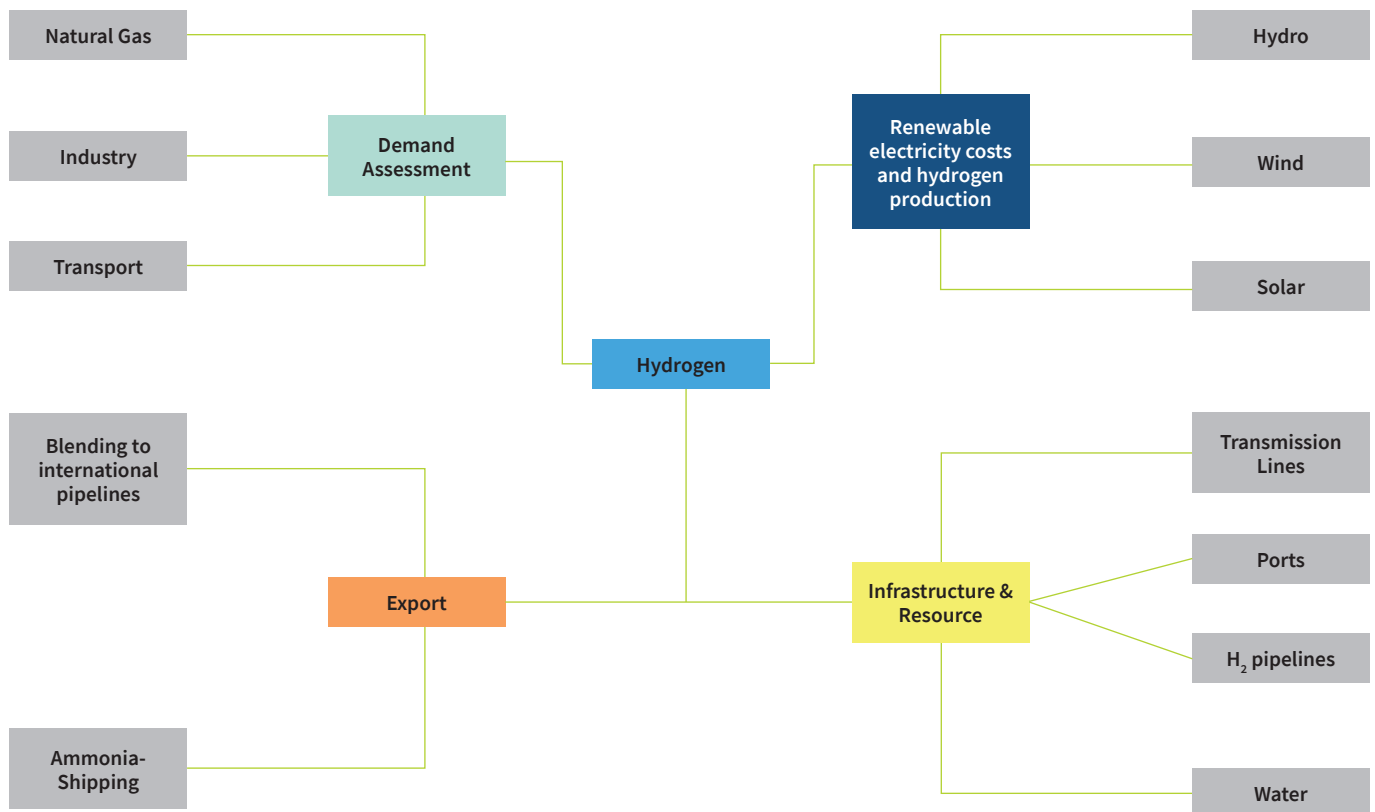 Natural Gas
Industry
Transport
Demand
Assessment
Renewable
electricity costs
and hydrogen
production
Hydro
Wind
Solar
Hydrogen
Blending to
international
pipelines
Export
Ammonia-
Shipping
Infrastructure &
Resource
Transmission
Lines
Ports
H₂ pipelines
Water